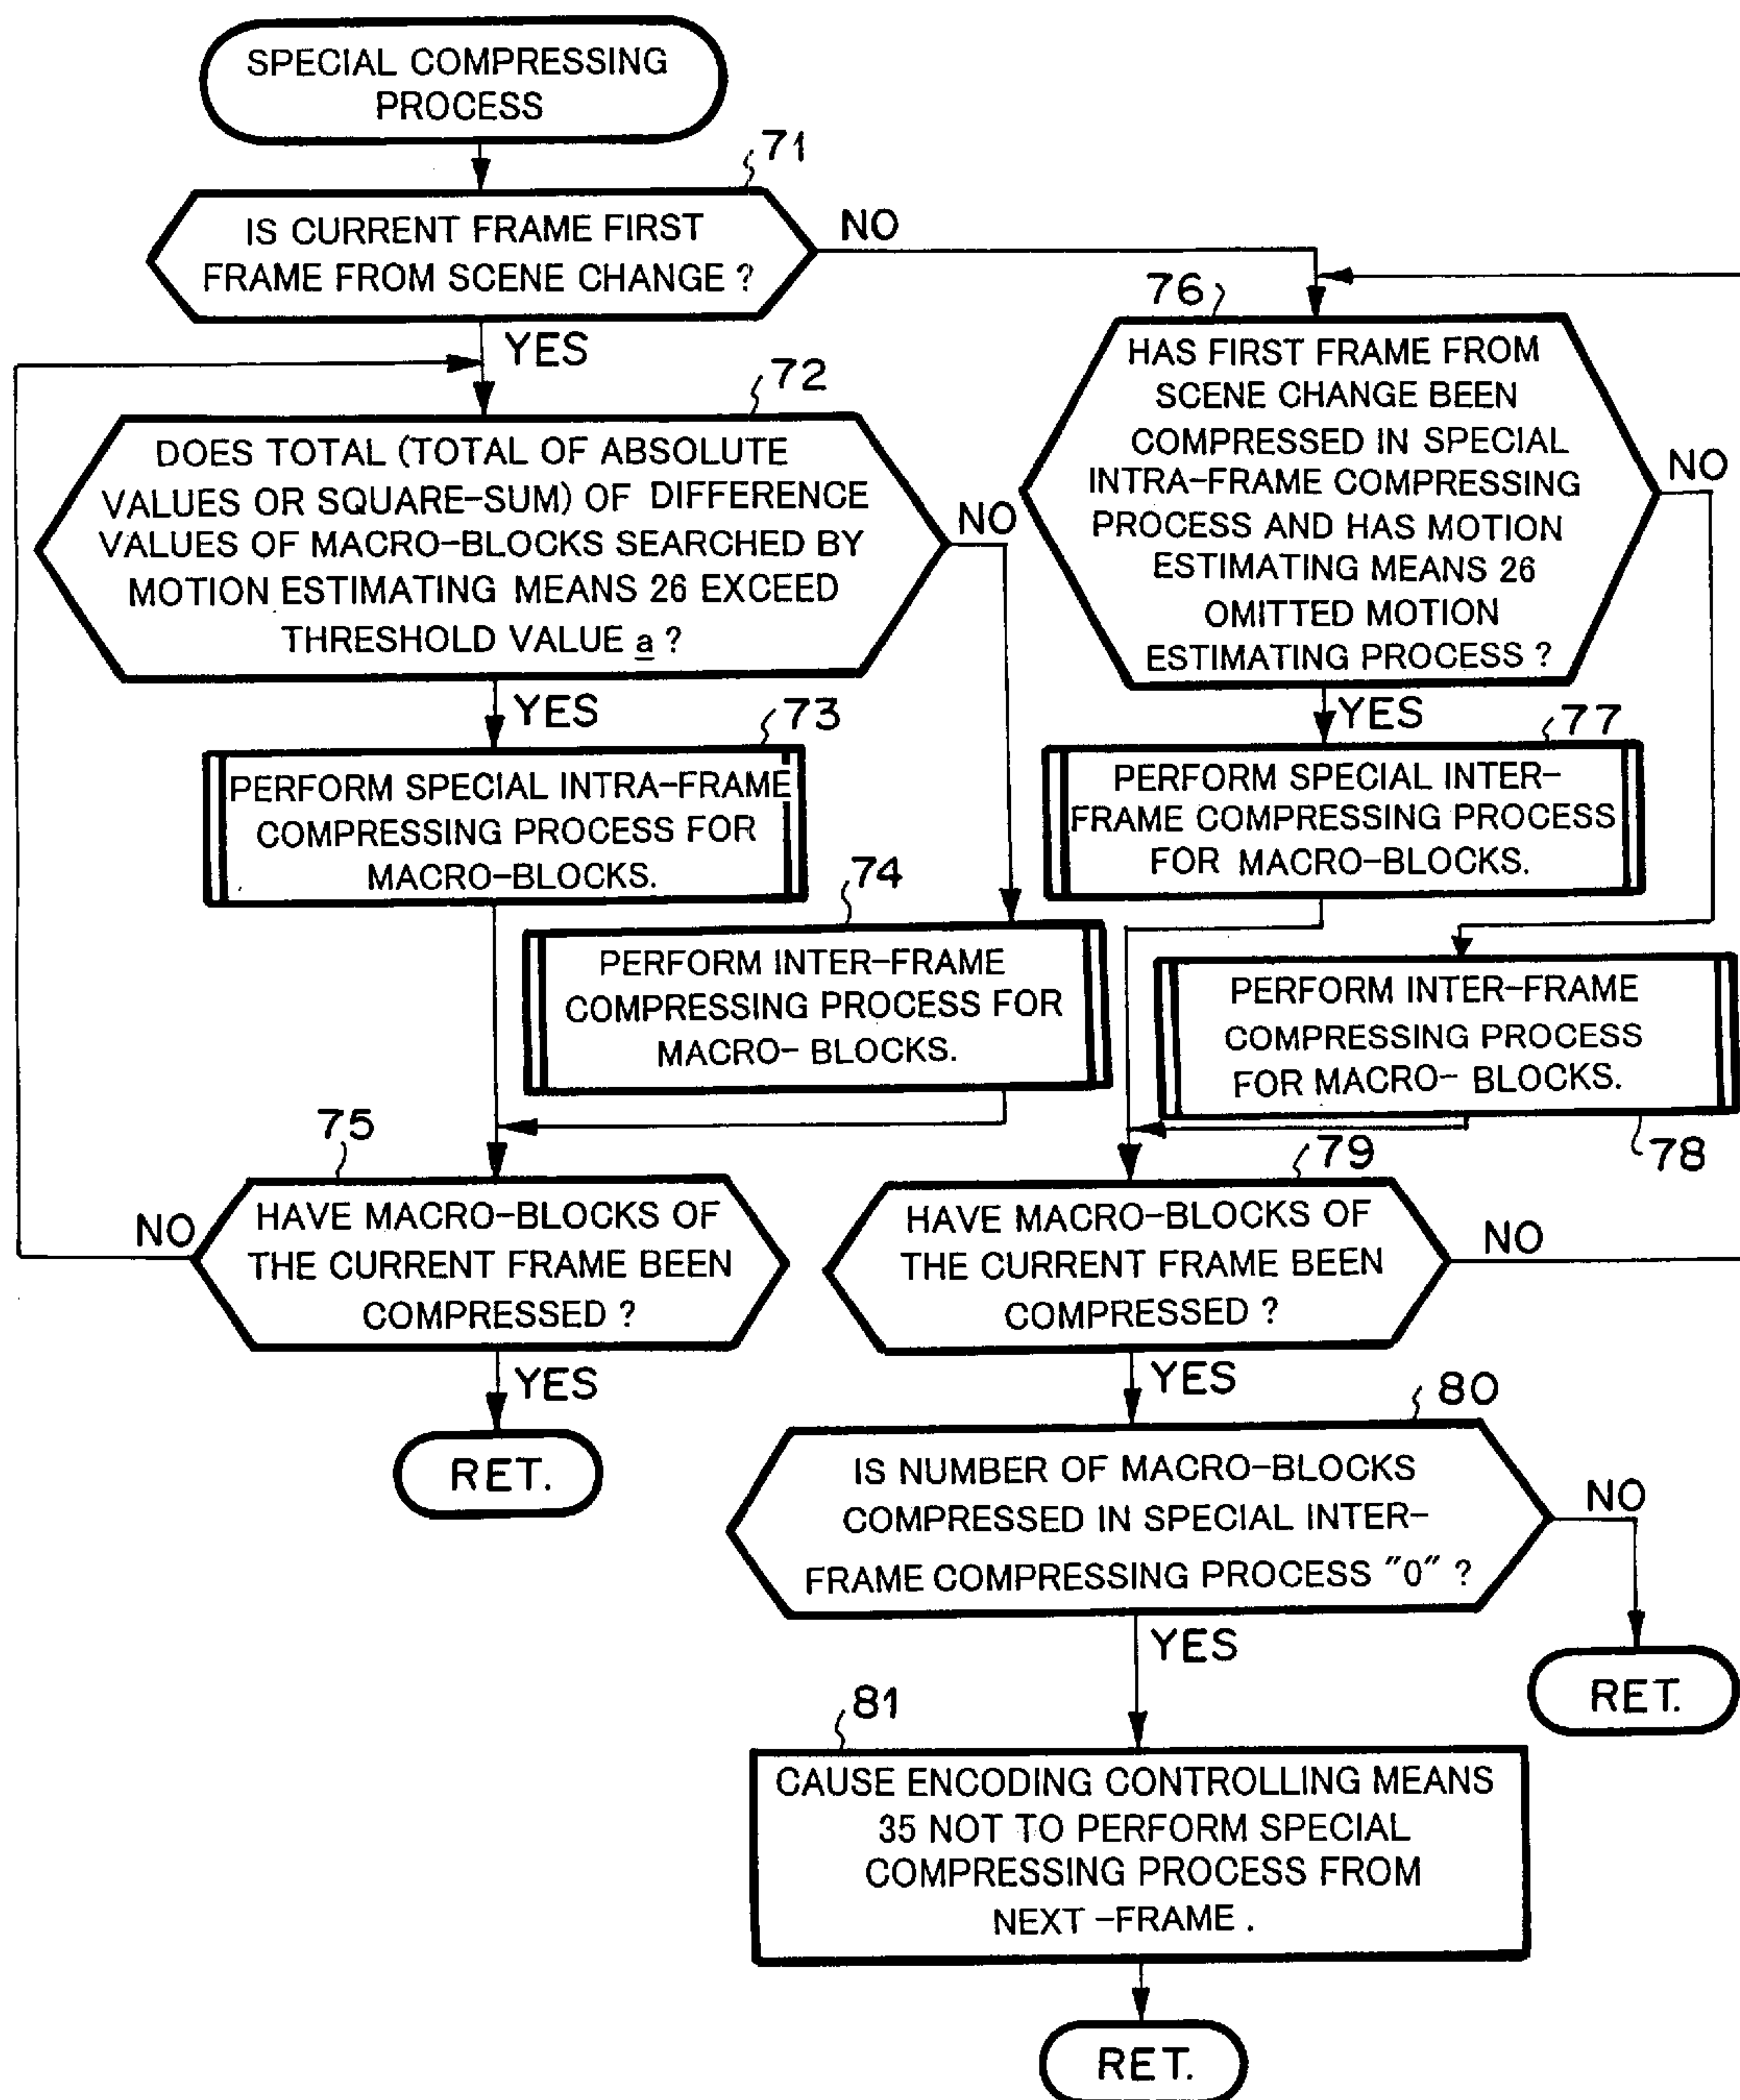 SPECIAL COMPRESSING
PROCESS
71
IS CURRENT FRAME FIRST
FRAME FROM SCENE CHANGE ?
NO
YES
72
DOES TOTAL (TOTAL OF ABSOLUTE
VALUES OR SQUARE-SUM) OF DIFFERENCE
VALUES OF MACRO-BLOCKS SEARCHED BY
MOTION ESTIMATING MEANS 26 EXCEED
THRESHOLD VALUE a ?
NO
YES
73
PERFORM SPECIAL INTRA-FRAME
COMPRESSING PROCESS FOR
MACRO-BLOCKS.
74
PERFORM INTER-FRAME
COMPRESSING PROCESS FOR
MACRO- BLOCKS.
75
HAVE MACRO-BLOCKS OF
THE CURRENT FRAME BEEN
COMPRESSED ?
NO
YES
RET.
76
HAS FIRST FRAME FROM
SCENE CHANGE BEEN
COMPRESSED IN SPECIAL
INTRA-FRAME COMPRESSING
PROCESS AND HAS MOTION
ESTIMATING MEANS 26
OMITTED MOTION
ESTIMATING PROCESS ?
NO
YES
77
PERFORM SPECIAL INTER-
FRAME COMPRESSING PROCESS
FOR MACRO-BLOCKS.
PERFORM INTER-FRAME
COMPRESSING PROCESS
FOR MACRO- BLOCKS.
78
79
HAVE MACRO-BLOCKS OF
THE CURRENT FRAME BEEN
COMPRESSED ?
NO
YES
80
IS NUMBER OF MACRO-BLOCKS
COMPRESSED IN SPECIAL INTER-
FRAME COMPRESSING PROCESS "0" ?
NO
RET.
YES
81
CAUSE ENCODING CONTROLLING MEANS
35 NOT TO PERFORM SPECIAL
COMPRESSING PROCESS FROM
NEXT -FRAME .
RET.